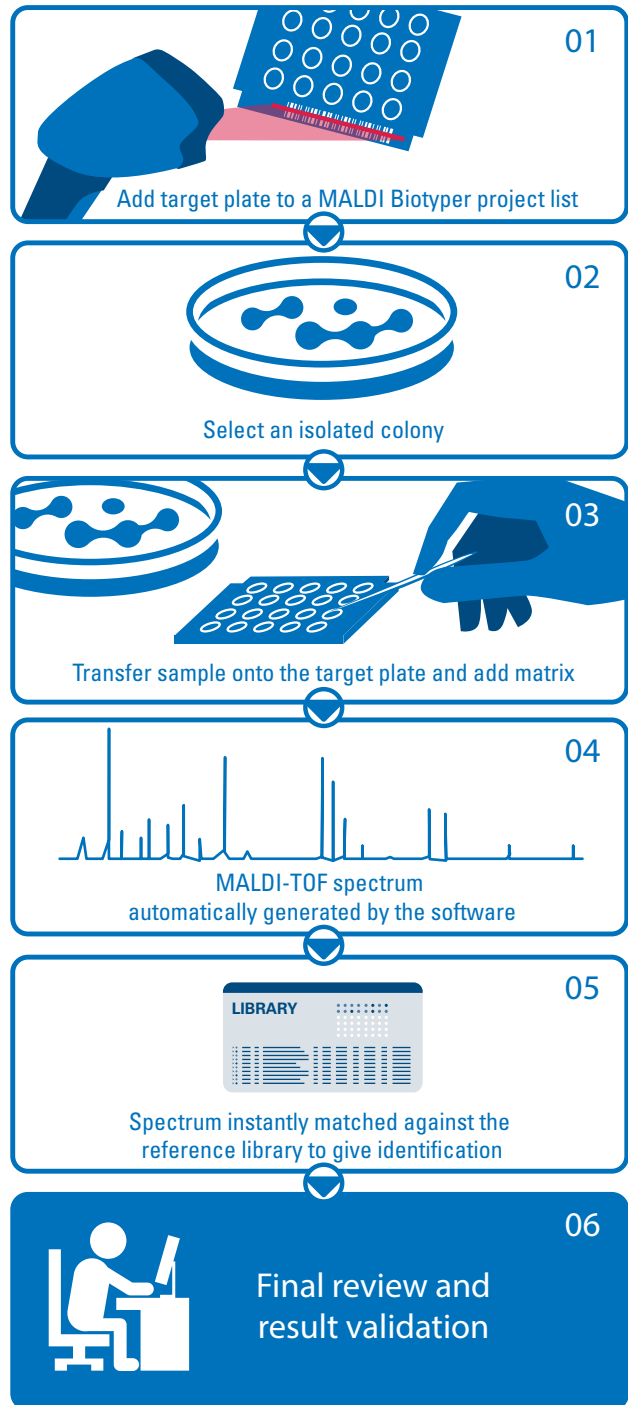 01
Add target plate to a MALDI Biotyper project list
02
Select an isolated colony
03
Transfer sample onto the target plate and add matrix
04
MALDI-TOF spectrum
automatically generated by the software
05
LIBRARY
Spectrum instantly matched against the
reference library to give identification
06
Final review and
result validation